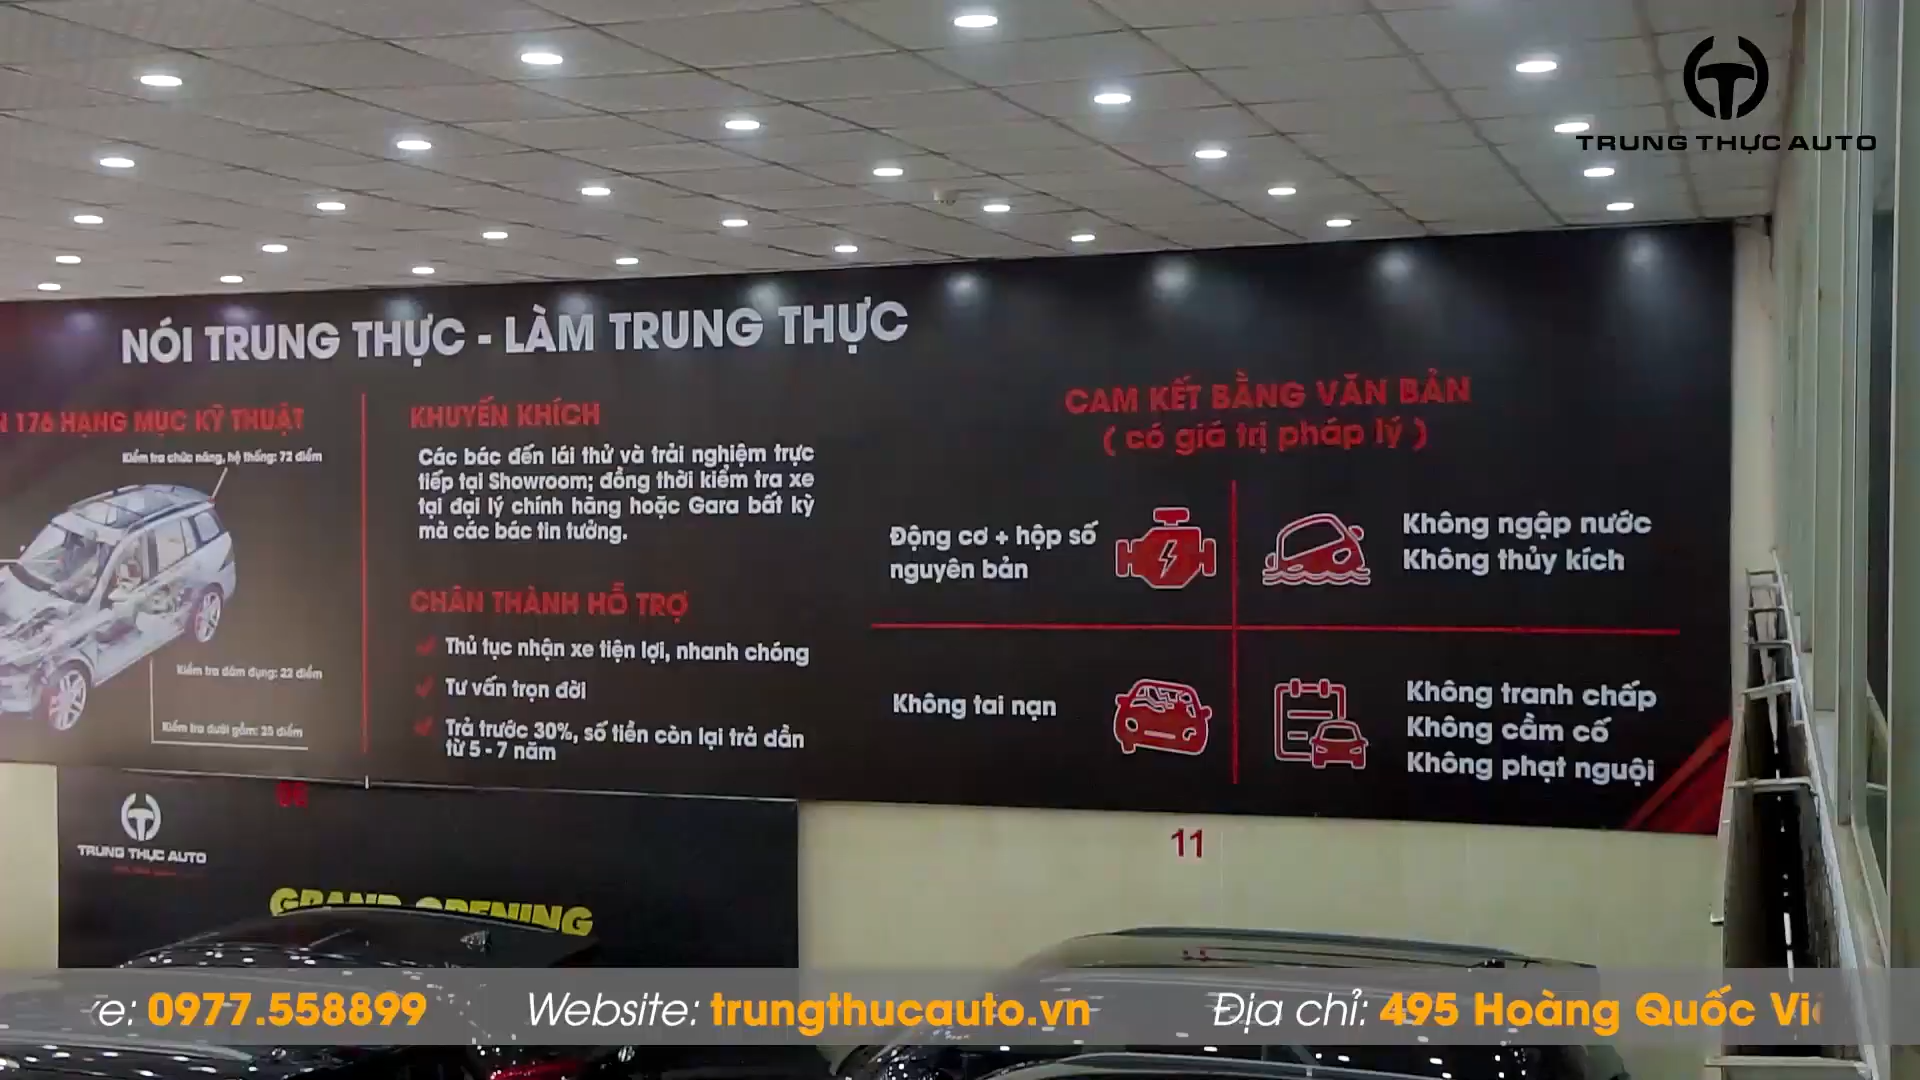 TRUNG THỰC AUTO
NÓI TRUNG THỰC - LÀM TRUNG THỰC
176 HẠNG MỤC KỸ THUẬT
Kiểm tra chức năng, hệ thống: 72 điểm
Kiểm tra dầm dụng: 22 điểm
Kiểm tra dưới gầm: 25 điểm
KHUYẾN KHÍCH
Các bác đến lái thử và trải nghiệm trực
tiếp tại Showroom; đồng thời kiểm tra xe
tại đại lý chính hãng hoặc Gara bất kỳ
mà các bác tin tưởng.
CHÂN THÀNH HỖ TRỢ
Thủ tục nhận xe tiện lợi, nhanh chóng
Tư vấn trọn đời
Trả trước 30%, số tiền còn lại trả dần
từ 5 - 7 năm
CAM KẾT BẰNG VĂN BẢN
( có giá trị pháp lý )
Động cơ + hộp số
nguyên bản
Không ngập nước
Không thủy kích
Không tai nạn
Không tranh chấp
Không cầm cố
Không phạt nguội
TRUNG THỰC AUTO
GRAND OPENING
11
e: 0977.558899 Website: trungthucauto.vn Địa chỉ: 495 Hoàng Quốc Vi